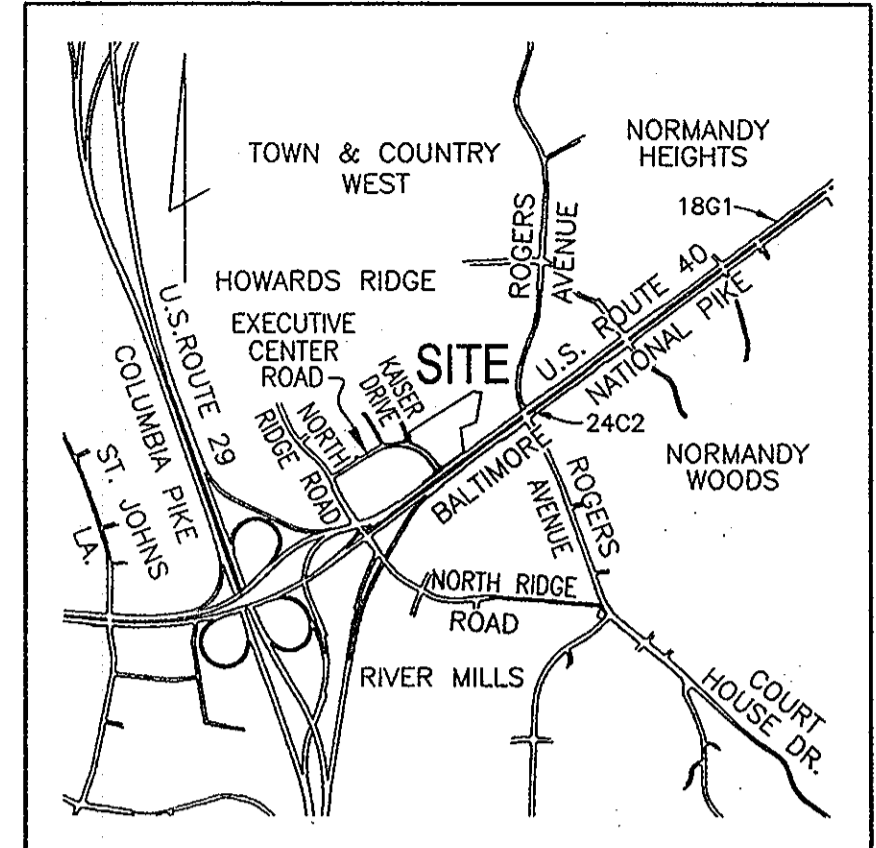 NORMANDY
HEIGHTS
TOWN & COUNTRY
WEST
18G1
ROGERS
AVENUE
U.S. ROUTE 40
NATIONAL PIKE
HOWARDS RIDGE
EXECUTIVE
CENTER
ROAD
KAISER
DRIVE
SITE
U.S.ROUTE 29
COLUMBIA PIKE
NORTH
RIDGE ROAD
24C2
BALTIMORE
NORMANDY
WOODS
ST. JOHNS
LA.
ROGERS
AVENUE
NORTH RIDGE
ROAD
RIVER MILLS
COURT
HOUSE DR.